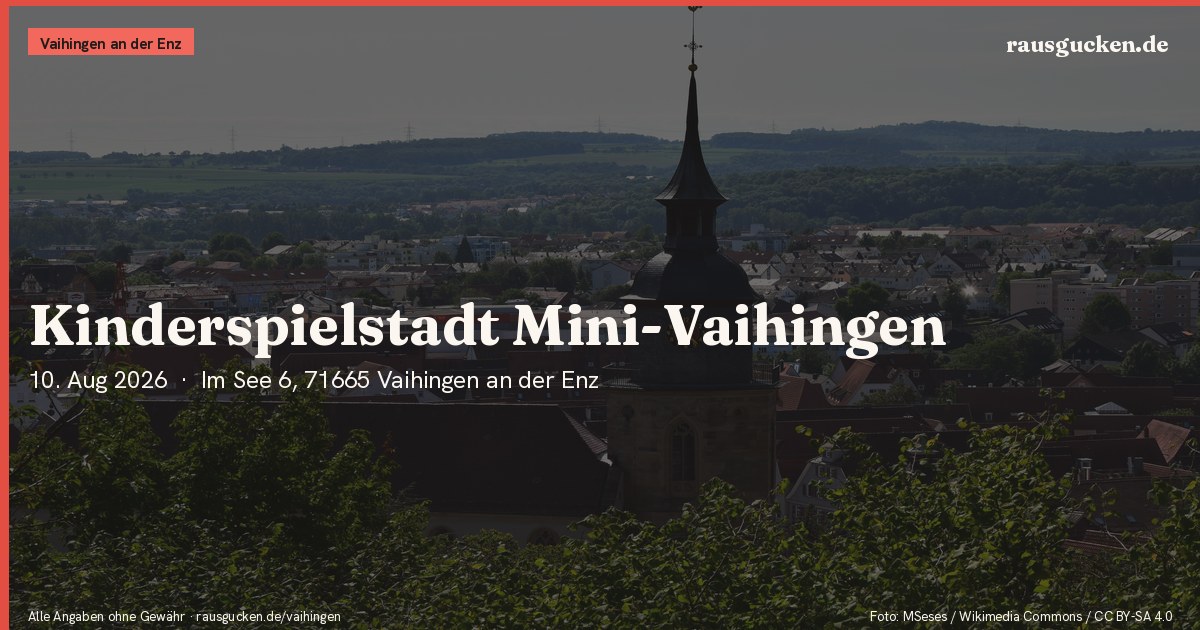 Vaihingen an der Enz
rausgucken.de
Kinderspielstadt Mini-Vaihingen
10. Aug 2026 · Im See 6, 71665 Vaihingen an der Enz
Alle Angaben ohne Gewähr · rausgucken.de/vaihingen
Foto: MSeses / Wikimedia Commons / CC BY-SA 4.0